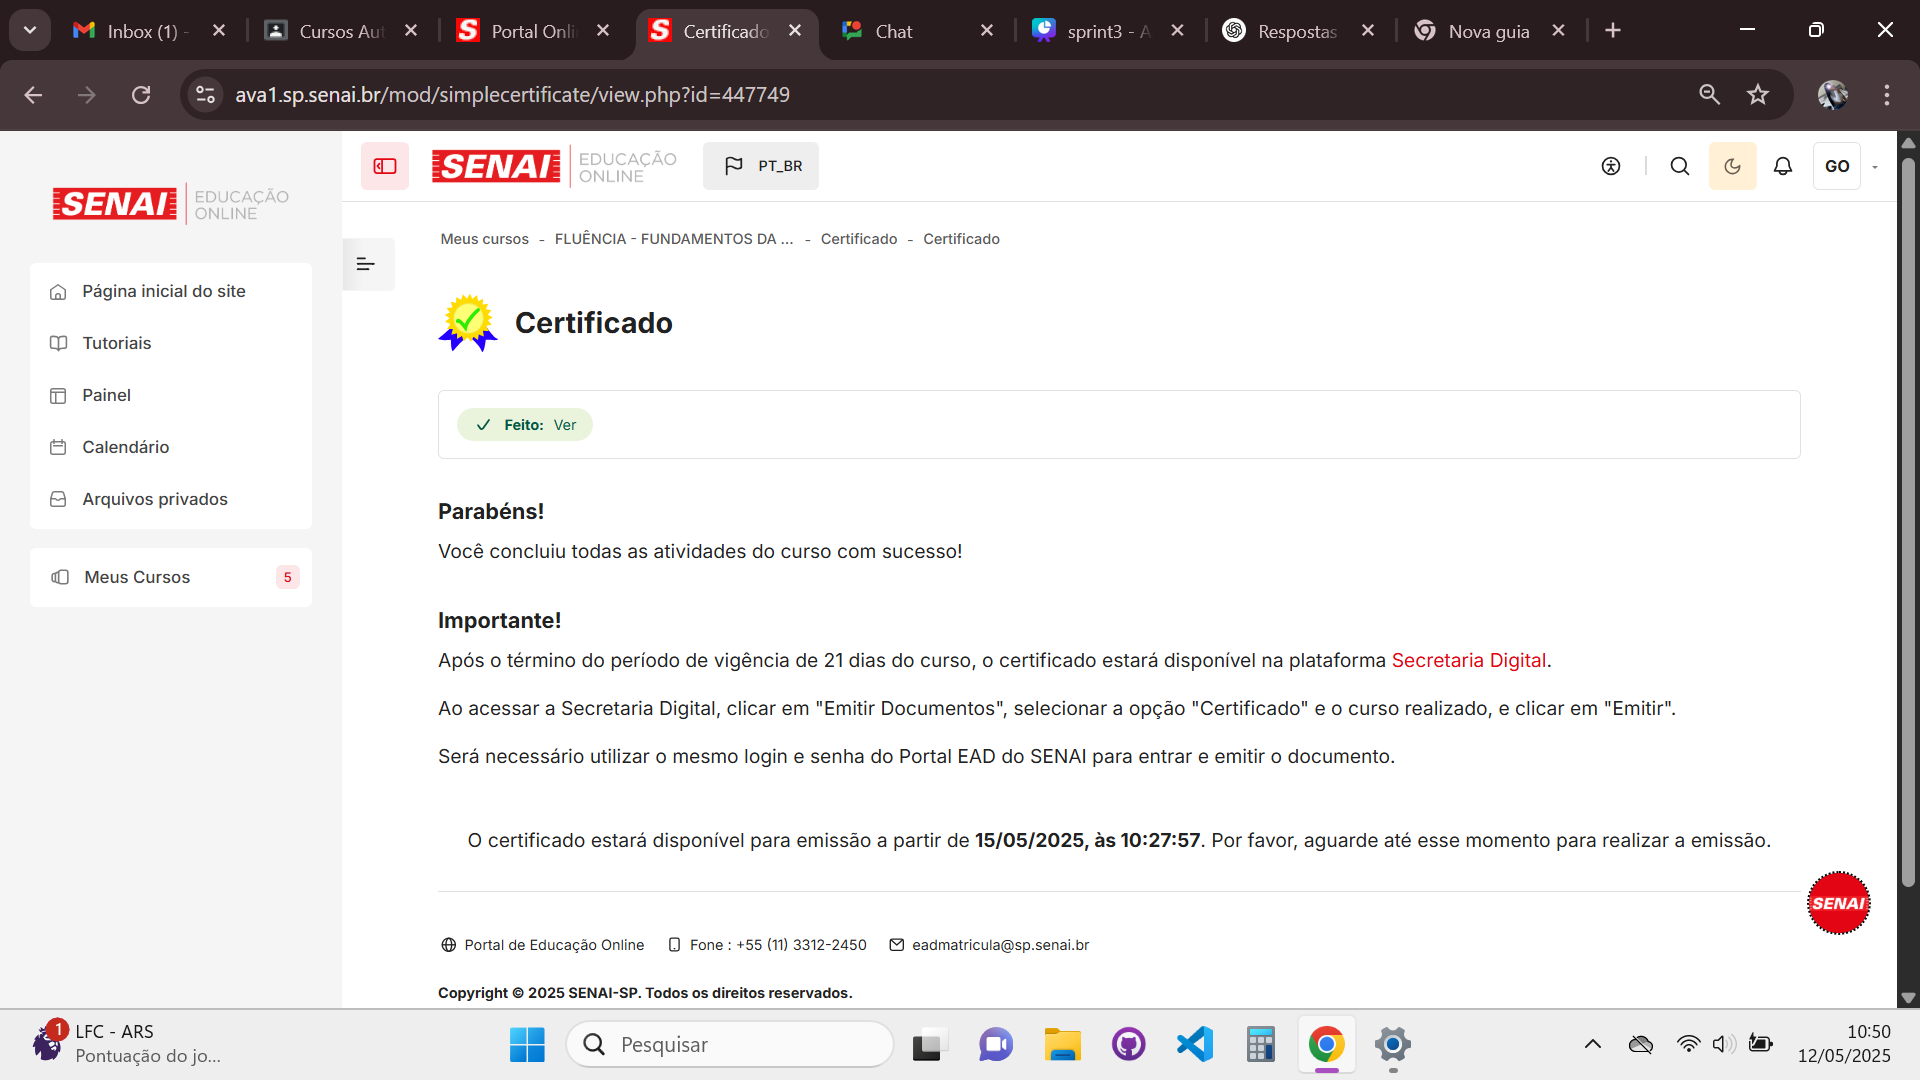 Inbox (1) -
Cursos Aut
Portal Onli
Certificado
Chat
sprint3 - A
Respostas
Nova guia
ava1.sp.senai.br/mod/simplecertificate/view.php?id=447749
SENAI EDUCAÇÃO ONLINE
PT_BR
GO
SENAI EDUCAÇÃO ONLINE
Página inicial do site
Tutoriais
Painel
Calendário
Arquivos privados
Meus Cursos 5
Meus cursos - FLUÊNCIA - FUNDAMENTOS DA ... - Certificado - Certificado
Certificado
Feito: Ver
Parabéns!
Você concluiu todas as atividades do curso com sucesso!
Importante!
Após o término do período de vigência de 21 dias do curso, o certificado estará disponível na plataforma Secretaria Digital.
Ao acessar a Secretaria Digital, clicar em "Emitir Documentos", selecionar a opção "Certificado" e o curso realizado, e clicar em "Emitir".
Será necessário utilizar o mesmo login e senha do Portal EAD do SENAI para entrar e emitir o documento.
O certificado estará disponível para emissão a partir de 15/05/2025, às 10:27:57. Por favor, aguarde até esse momento para realizar a emissão.
SENAI
Portal de Educação Online Fone : +55 (11) 3312-2450 eadmatricula@sp.senai.br
Copyright © 2025 SENAI-SP. Todos os direitos reservados.
1
LFC - ARS
Pontuação do jo...
Pesquisar
10:50
12/05/2025